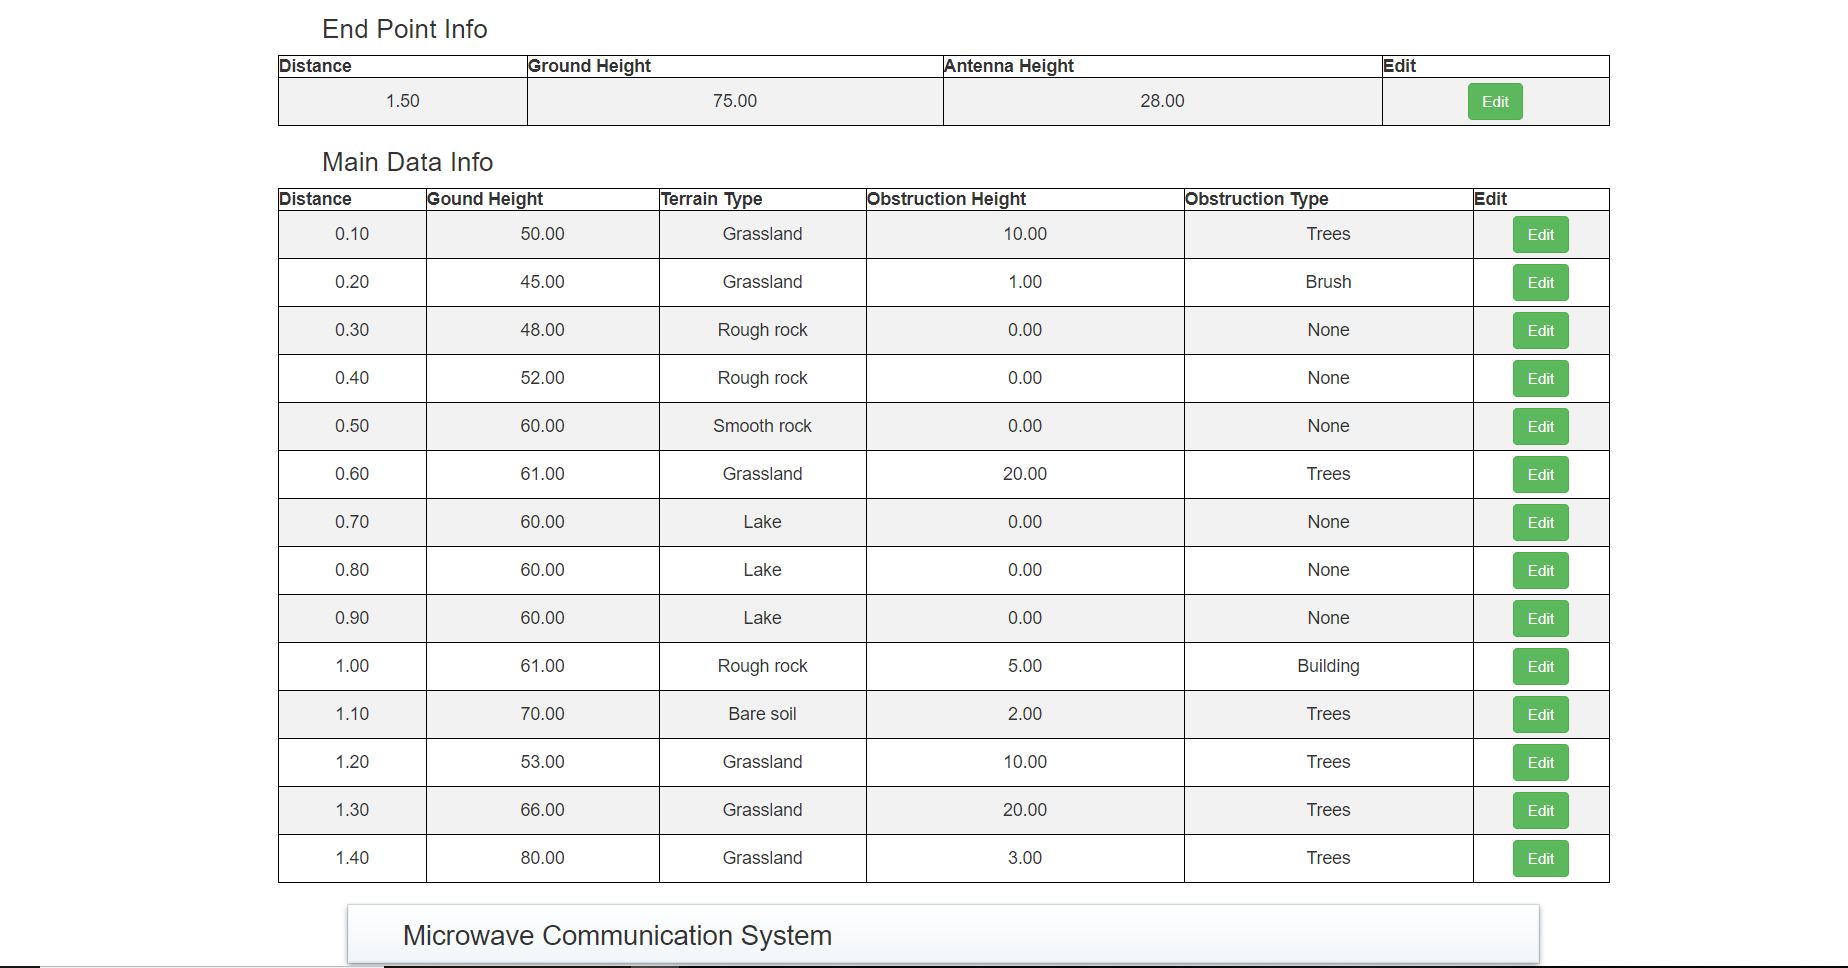 End Point Info
Distance Ground Height Antenna Height Edit
1.50 75.00 28.00 Edit
Main Data Info
Distance Gound Height Terrain Type Obstruction Height Obstruction Type Edit
0.10 50.00 Grassland 10.00 Trees Edit
0.20 45.00 Grassland 1.00 Brush Edit
0.30 48.00 Rough rock 0.00 None Edit
0.40 52.00 Rough rock 0.00 None Edit
0.50 60.00 Smooth rock 0.00 None Edit
0.60 61.00 Grassland 20.00 Trees Edit
0.70 60.00 Lake 0.00 None Edit
0.80 60.00 Lake 0.00 None Edit
0.90 60.00 Lake 0.00 None Edit
1.00 61.00 Rough rock 5.00 Building Edit
1.10 70.00 Bare soil 2.00 Trees Edit
1.20 53.00 Grassland 10.00 Trees Edit
1.30 66.00 Grassland 20.00 Trees Edit
1.40 80.00 Grassland 3.00 Trees Edit
Microwave Communication System